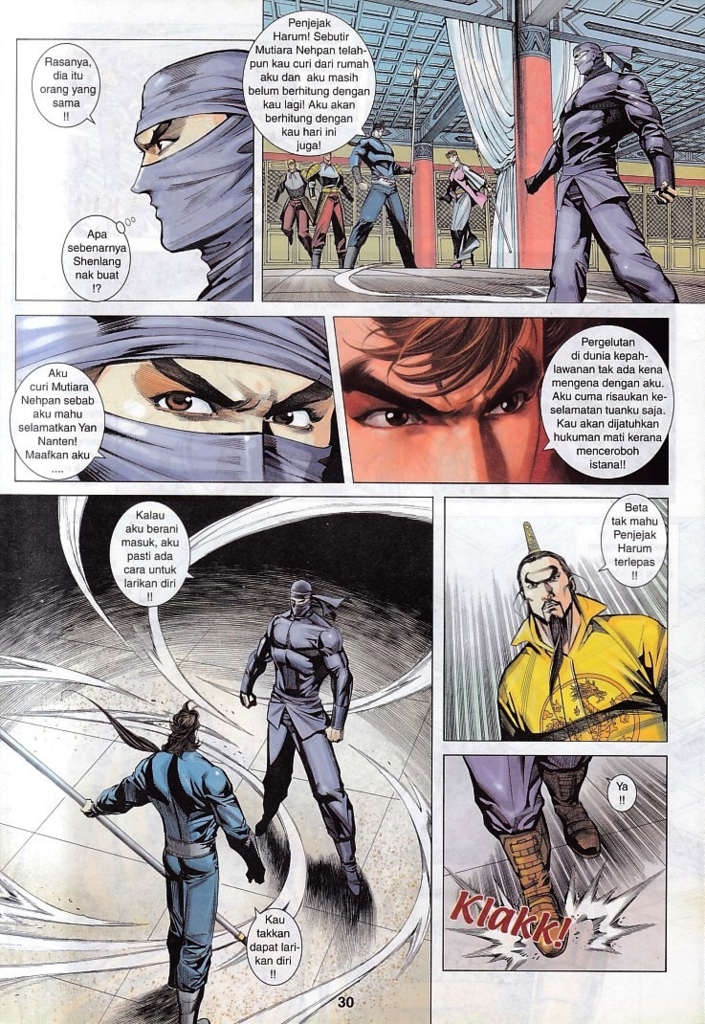 Rasanya,
dia itu
orang yang
sama
!!
Apa
sebenarnya
Shenlang
nak buat
!?
Penjejak
Harum! Sebutir
Mutiara Nehpan telah-
pun kau curi dari rumah
aku dan aku masih
belum berhitung dengan
kau lagi! Aku akan
berhitung dengan
kau hari ini
juga!
Aku
curi Mutiara
Nehpan sebab
aku mahu
selamatkan Yan
Nanten!
Maafkan aku
....
Pergelutan
di dunia kepah-
lawanan tak ada kena
mengena dengan aku.
Aku cuma risaukan ke-
selamatan tuanku saja.
Kau akan dijatuhkan
hukuman mati kerana
menceroboh
istana!!
Kalau
aku berani
masuk, aku
pasti ada
cara untuk
larikan diri
!!
Kau
takkan
dapat lari-
kan diri
!!
Beta
tak mahu
Penjejak
Harum
terlepas
!!
Ya
!!
Klakk!
30